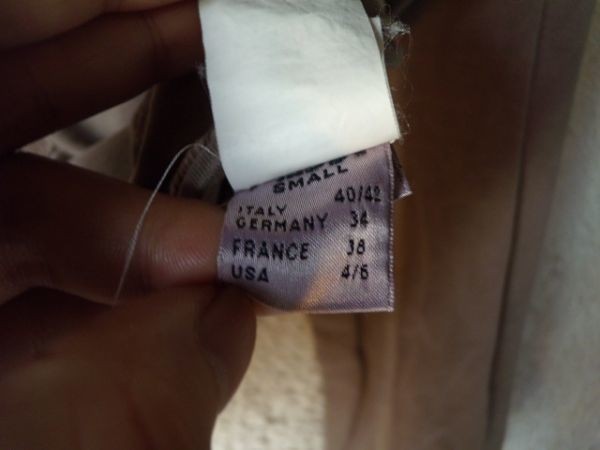 SMALL
ITALY 40/42
GERMANY 34
FRANCE 38
USA 4/6